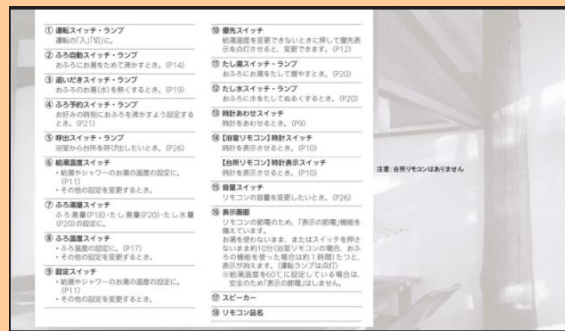 ① 運転スイッチ・ランプ
運転の「入」「切」に。
② ふろ自動スイッチ・ランプ
おふろにお湯をためて沸かすとき。(P14)
③ 追いだきスイッチ・ランプ
おふろのお湯(水)を熱くするとき。(P19)
④ ふろ予約スイッチ・ランプ
お好みの時刻におふろを沸かすよう設定する
とき。(P21)
⑤ 呼出スイッチ・ランプ
浴室から台所を呼び出したいとき。(P26)
⑥ 給湯温度スイッチ
・給湯やシャワーのお湯の温度の設定に。
(P11)
・その他の設定を変更するとき。
⑦ ふろ湯量スイッチ
ふろ湯量(P18)・たし湯量(P20)・たし水量
(P20)の設定に。
⑧ ふろ温度スイッチ
・ふろ温度の設定に。(P17)
・その他の設定を変更するとき。
⑨ 設定スイッチ
・給湯やシャワーのお湯の温度の設定に。
(P11)
・その他の設定を変更するとき。
⑩ 優先スイッチ
給湯温度を変更できないときに押して優先表
示を点灯させると、変更できます。(P12)
⑪ たし湯スイッチ・ランプ
おふろにお湯をたして増やすとき。(P20)
⑫ たし水スイッチ・ランプ
おふろに水をたしてぬるくするとき。(P20)
⑬ 時計あわせスイッチ
時計をあわせるとき。(P9)
⑭ 【浴室リモコン】時計スイッチ
時計を表示させるとき。(P10)
【台所リモコン】時計表示スイッチ
時計を表示させるとき。(P10)
⑮ 音量スイッチ
リモコンの音量を変更したいとき。(P26)
⑯ 表示画面
リモコンの節電のため、「表示の節電」機能を
備えています。
お湯を使わないまま、またはスイッチを押さ
ないまま約10分(浴室リモコンの場合、おふ
ろの機能を使った場合は約1時間)たつと、
表示が消えます。(運転ランプは点灯)
※給湯温度を60℃に設定している場合は、
安全のため「表示の節電」はしません。
⑰ スピーカー
⑱ リモコン品名
注意：台所リモコンはありません